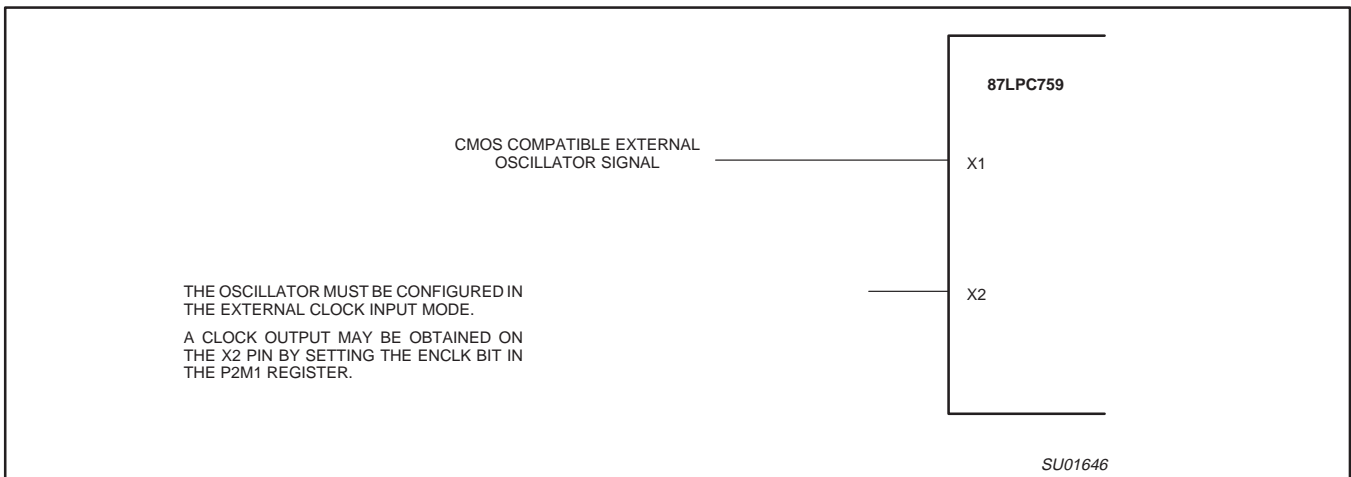 87LPC759
CMOS COMPATIBLE EXTERNAL
OSCILLATOR SIGNAL
X1
THE OSCILLATOR MUST BE CONFIGURED IN
THE EXTERNAL CLOCK INPUT MODE.
X2
A CLOCK OUTPUT MAY BE OBTAINED ON
THE X2 PIN BY SETTING THE ENCLK BIT IN
THE P2M1 REGISTER.
SU01646